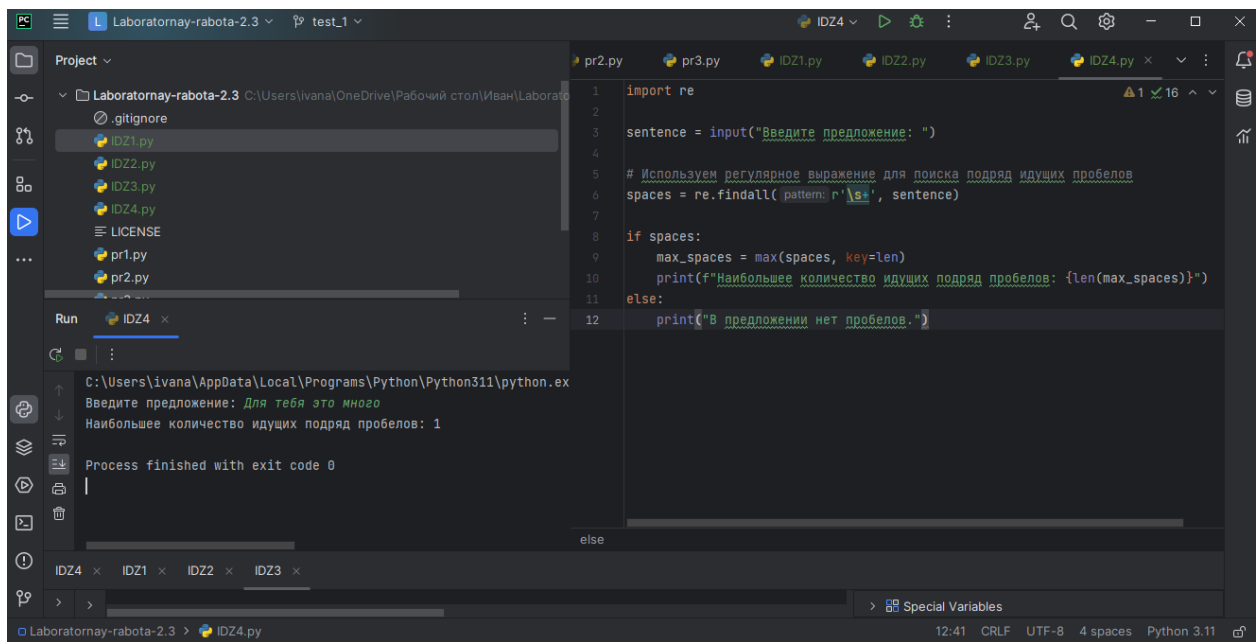 PC L Laboratornay-rabota-2.3 test_1 IDZ4
Project
Laboratornay-rabota-2.3 C:\Users\ivana\OneDrive\Рабочий стол\Иван\Laborato
.gitignore
IDZ1.py
IDZ2.py
IDZ3.py
IDZ4.py
LICENSE
pr1.py
pr2.py
pr2.py pr3.py IDZ1.py IDZ2.py IDZ3.py IDZ4.py
1 import re 1 16
2
3 sentence = input("Введите предложение: ")
4
5 # Используем регулярное выражение для поиска подряд идущих пробелов
6 spaces = re.findall( pattern: r'\s+', sentence)
7
8 if spaces:
9 max_spaces = max(spaces, key=len)
10 print(f"Наибольшее количество идущих подряд пробелов: {len(max_spaces)}")
11 else:
12 print("В предложении нет пробелов.")
else
Run IDZ4
C:\Users\ivana\AppData\Local\Programs\Python\Python311\python.ex
Введите предложение: Для тебя это много
Наибольшее количество идущих подряд пробелов: 1
Process finished with exit code 0
IDZ4 IDZ1 IDZ2 IDZ3
Special Variables
Laboratornay-rabota-2.3 IDZ4.py 12:41 CRLF UTF-8 4 spaces Python 3.11